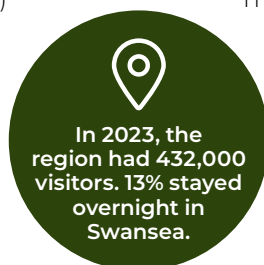 In 2023, the
region had 432,000
visitors. 13% stayed
overnight in
Swansea.